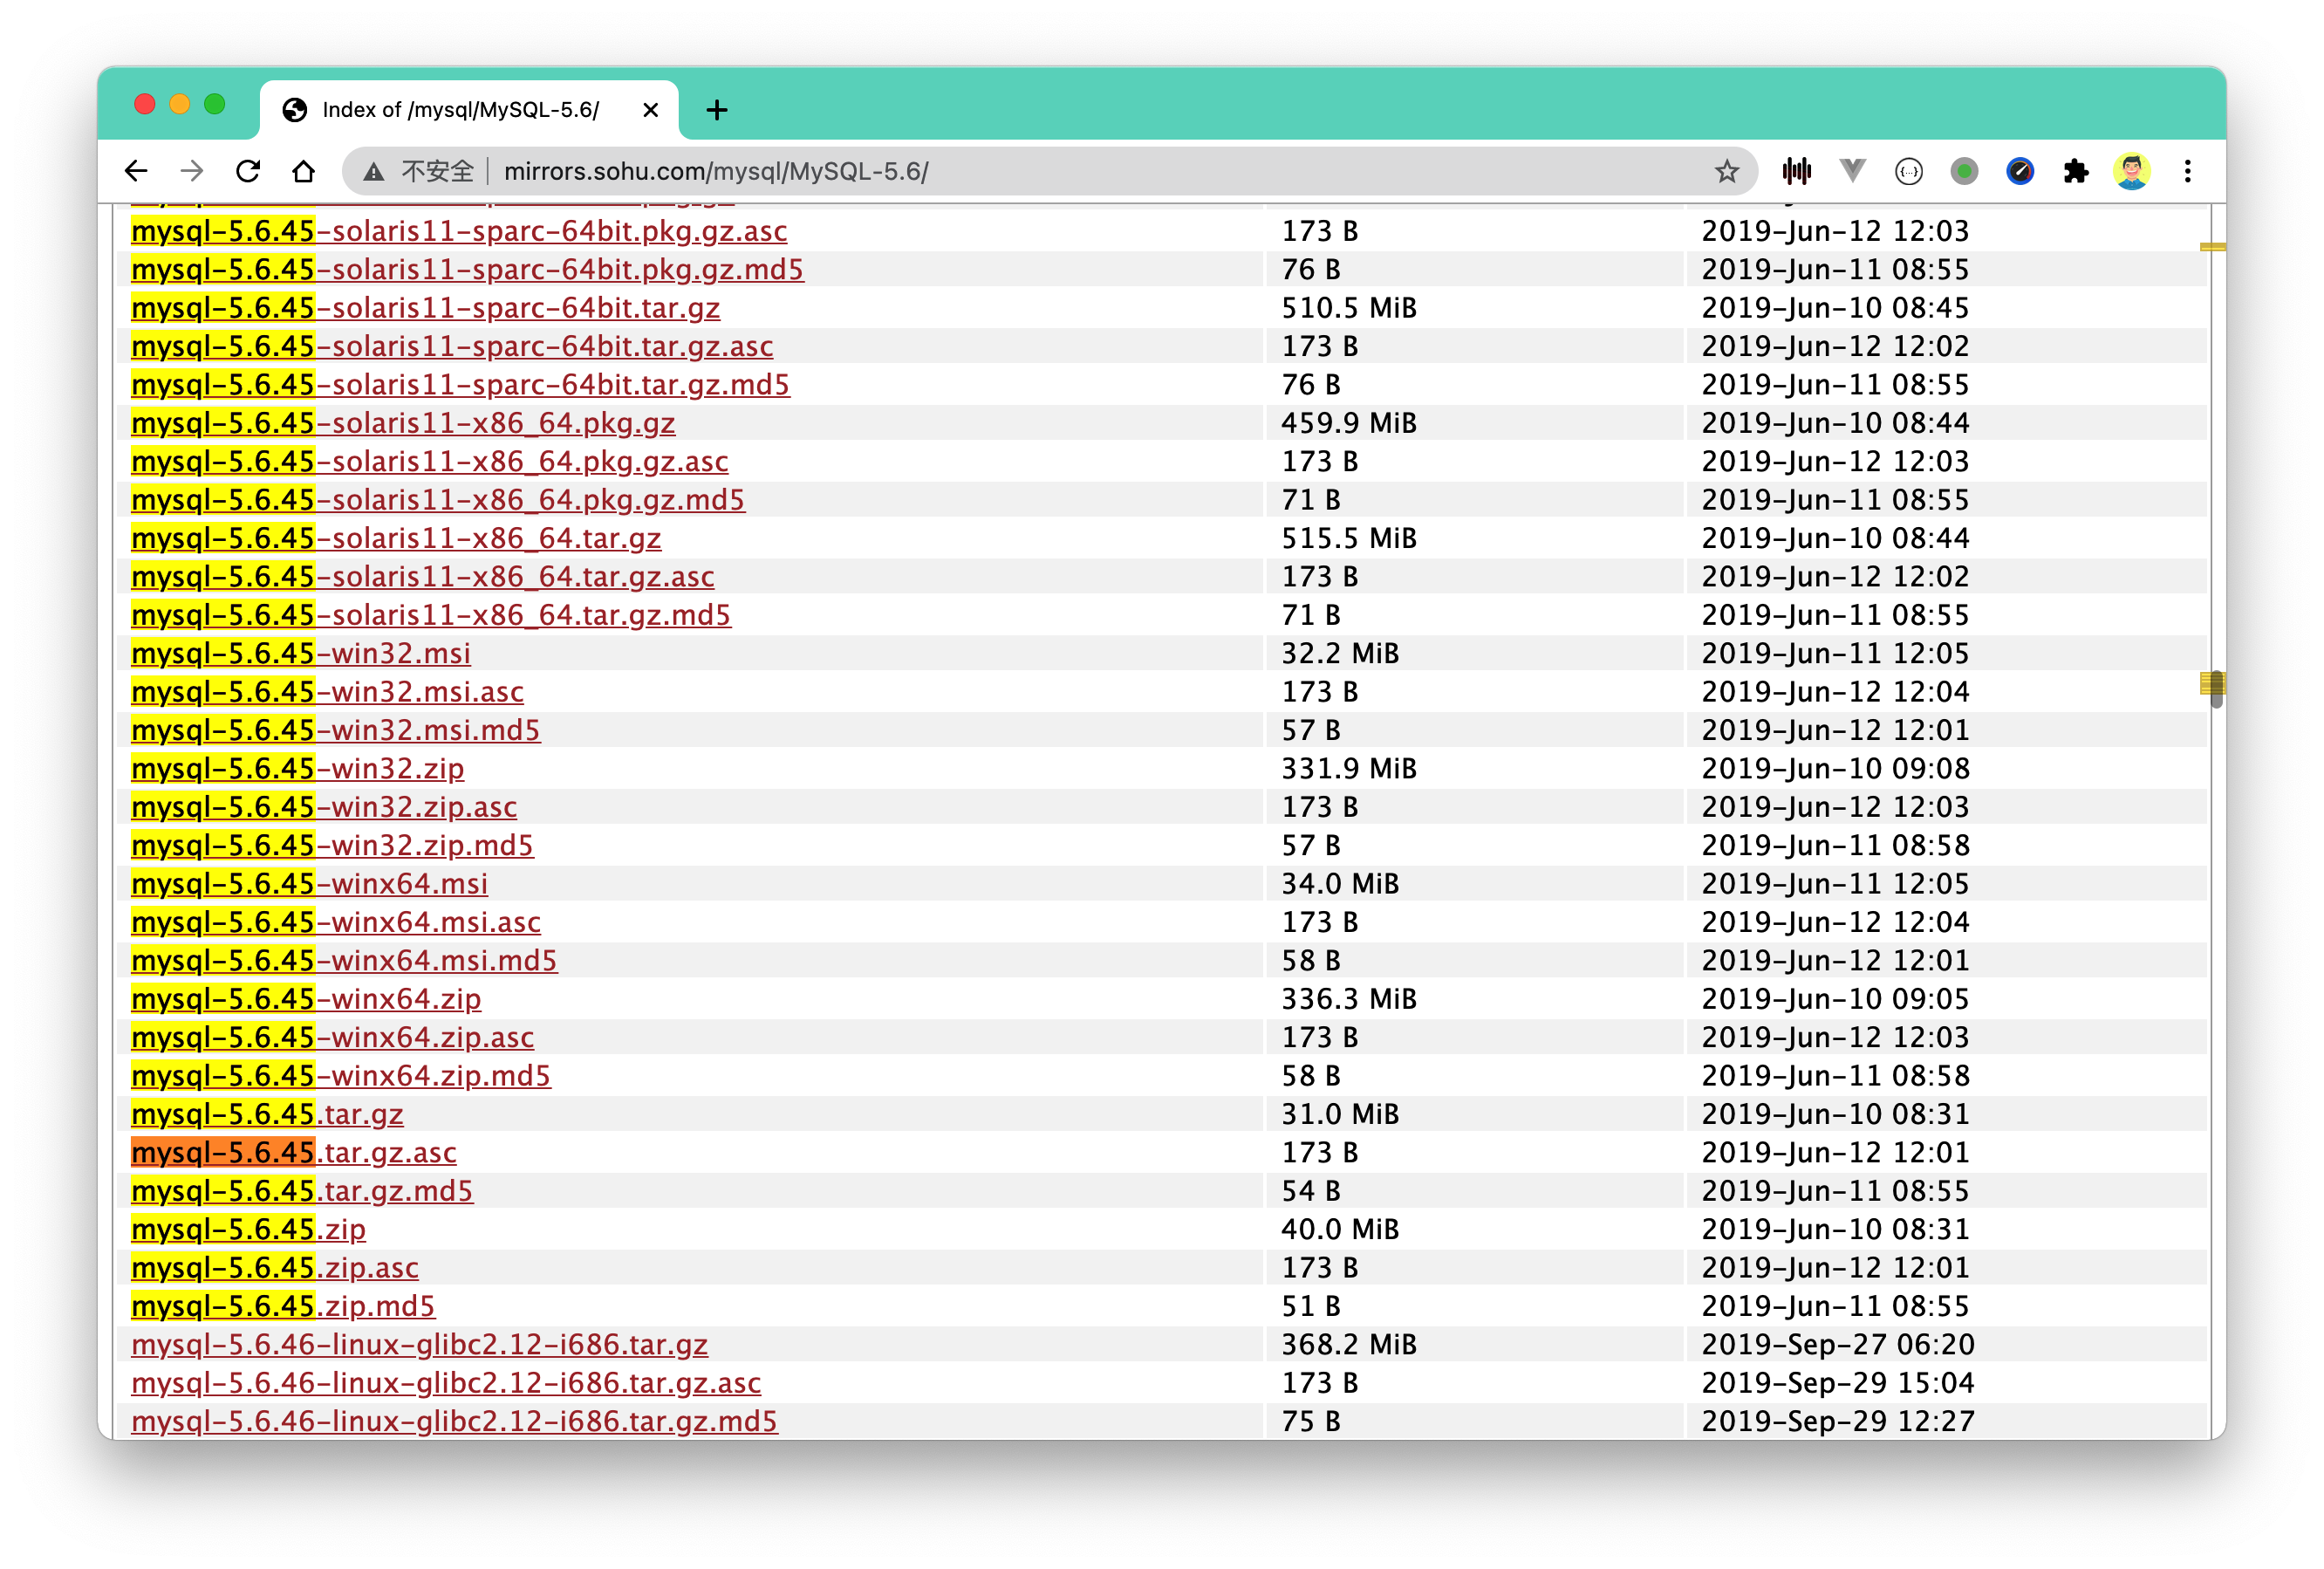 Index of /mysql/MySQL-5.6/
不安全 mirrors.sohu.com/mysql/MySQL-5.6/
mysql-5.6.45-solaris11-sparc-64bit.pkg.gz.asc 173 B 2019-Jun-12 12:03
mysql-5.6.45-solaris11-sparc-64bit.pkg.gz.md5 76 B 2019-Jun-11 08:55
mysql-5.6.45-solaris11-sparc-64bit.tar.gz 510.5 MiB 2019-Jun-10 08:45
mysql-5.6.45-solaris11-sparc-64bit.tar.gz.asc 173 B 2019-Jun-12 12:02
mysql-5.6.45-solaris11-sparc-64bit.tar.gz.md5 76 B 2019-Jun-11 08:55
mysql-5.6.45-solaris11-x86_64.pkg.gz 459.9 MiB 2019-Jun-10 08:44
mysql-5.6.45-solaris11-x86_64.pkg.gz.asc 173 B 2019-Jun-12 12:03
mysql-5.6.45-solaris11-x86_64.pkg.gz.md5 71 B 2019-Jun-11 08:55
mysql-5.6.45-solaris11-x86_64.tar.gz 515.5 MiB 2019-Jun-10 08:44
mysql-5.6.45-solaris11-x86_64.tar.gz.asc 173 B 2019-Jun-12 12:02
mysql-5.6.45-solaris11-x86_64.tar.gz.md5 71 B 2019-Jun-11 08:55
mysql-5.6.45-win32.msi 32.2 MiB 2019-Jun-11 12:05
mysql-5.6.45-win32.msi.asc 173 B 2019-Jun-12 12:04
mysql-5.6.45-win32.msi.md5 57 B 2019-Jun-12 12:01
mysql-5.6.45-win32.zip 331.9 MiB 2019-Jun-10 09:08
mysql-5.6.45-win32.zip.asc 173 B 2019-Jun-12 12:03
mysql-5.6.45-win32.zip.md5 57 B 2019-Jun-11 08:58
mysql-5.6.45-winx64.msi 34.0 MiB 2019-Jun-11 12:05
mysql-5.6.45-winx64.msi.asc 173 B 2019-Jun-12 12:04
mysql-5.6.45-winx64.msi.md5 58 B 2019-Jun-12 12:01
mysql-5.6.45-winx64.zip 336.3 MiB 2019-Jun-10 09:05
mysql-5.6.45-winx64.zip.asc 173 B 2019-Jun-12 12:03
mysql-5.6.45-winx64.zip.md5 58 B 2019-Jun-11 08:58
mysql-5.6.45.tar.gz 31.0 MiB 2019-Jun-10 08:31
mysql-5.6.45.tar.gz.asc 173 B 2019-Jun-12 12:01
mysql-5.6.45.tar.gz.md5 54 B 2019-Jun-11 08:55
mysql-5.6.45.zip 40.0 MiB 2019-Jun-10 08:31
mysql-5.6.45.zip.asc 173 B 2019-Jun-12 12:01
mysql-5.6.45.zip.md5 51 B 2019-Jun-11 08:55
mysql-5.6.46-linux-glibc2.12-i686.tar.gz 368.2 MiB 2019-Sep-27 06:20
mysql-5.6.46-linux-glibc2.12-i686.tar.gz.asc 173 B 2019-Sep-29 15:04
mysql-5.6.46-linux-glibc2.12-i686.tar.gz.md5 75 B 2019-Sep-29 12:27